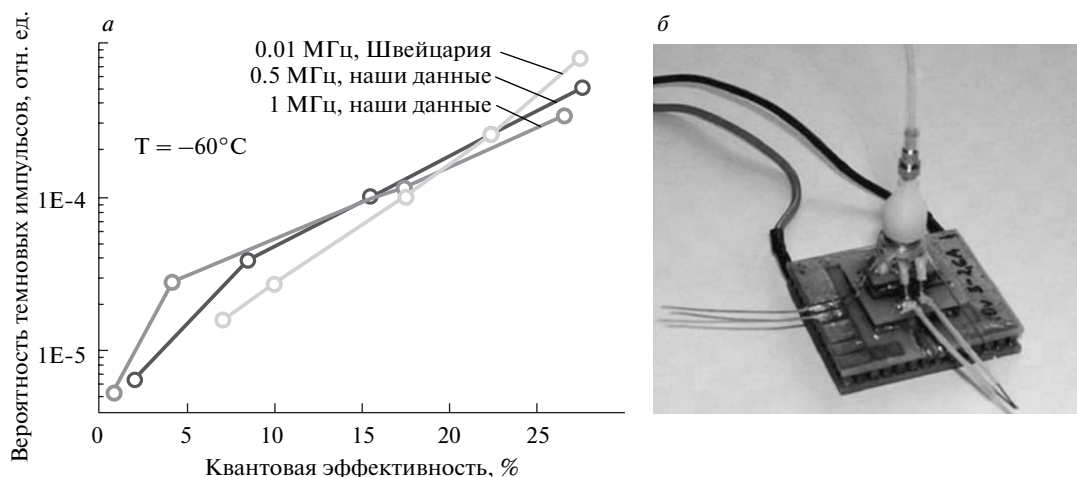 а
б
Вероятность темновых импульсов, отн. ед.
0.01 МГц, Швейцария
0.5 МГц, наши данные
1 МГц, наши данные
T = −60°C
1E-4
1E-5
0 5 10 15 20 25
Квантовая эффективность, %